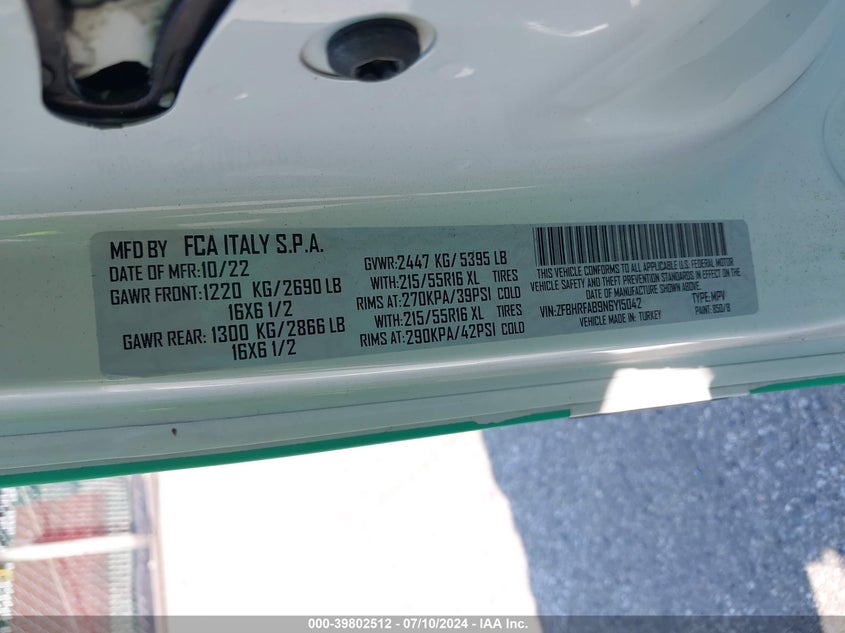 MFD BY FCA ITALY S.P.A.
DATE OF MFR:10/22
GAWR FRONT:1220 KG/2690 LB
16X6 1/2
GAWR REAR: 1300 KG/2866 LB
16X6 1/2
GVWR:2447 KG/5395 LB
WITH:215/55R16 XL TIRES
RIMS AT:270KPA/39PSI COLD
WITH:215/55R16 XL TIRES
RIMS AT:290KPA/42PSI COLD
THIS VEHICLE CONFORMS TO ALL APPLICABLE U.S. FEDERAL MOTOR
VEHICLE SAFETY, BUMPER, AND THEFT PREVENTION STANDARDS IN EFFECT
ON THE DATE OF MANUFACTURE SHOWN ABOVE.
VIN:ZFBHRFAB9N6Y15042 TYPE: MPV
VEHICLE MADE IN: TURKEY PAINT: 850/B
000-39802512 - 07/10/2024 - IAA Inc.